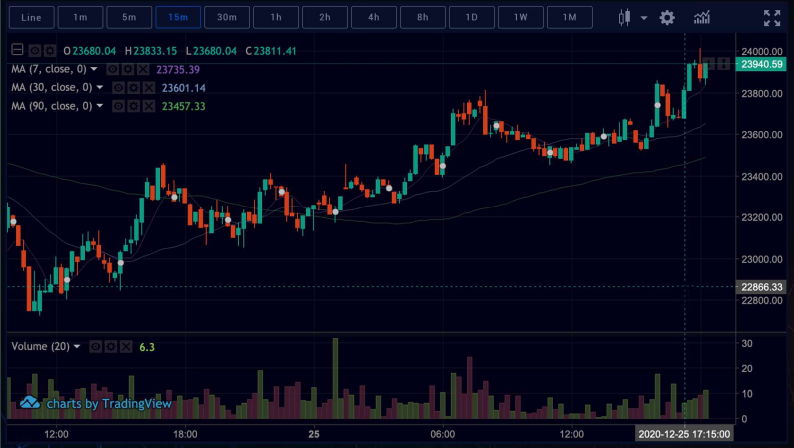 Line 1m 5m 15m 30m 1h 2h 4h 8h 1D 1W 1M
O23680.04 H23833.15 L23680.04 C23811.41
MA (7, close, 0) 23735.39
MA (30, close, 0) 23601.14
MA (90, close, 0) 23457.33
24000.00
23940.59
23800.00
23600.00
23400.00
23200.00
23000.00
22866.33
22800.00
Volume (20) 6.3
30
20
10
0
charts by TradingView
12:00 18:00 25 06:00 12:00 2020-12-25 17:15:00